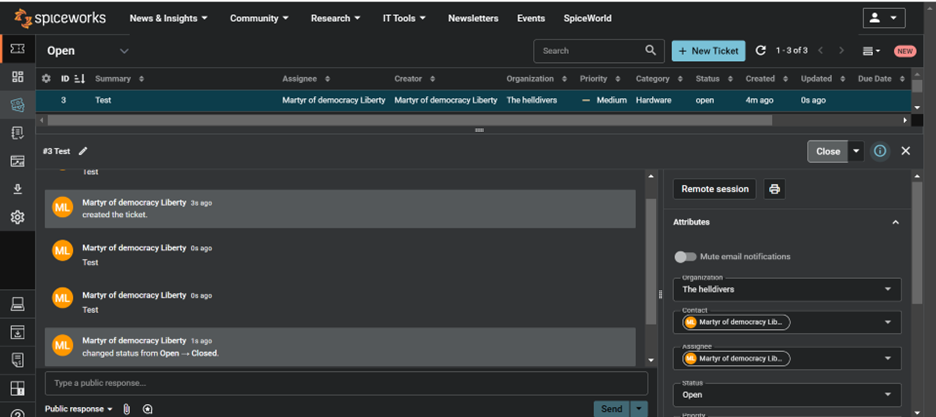 spiceworks News & Insights Community Research IT Tools Newsletters Events SpiceWorld
Open Search + New Ticket 1 - 3 of 3 NEW
ID Summary Assignee Creator Organization Priority Category Status Created Updated Due Date
3 Test Martyr of democracy Liberty Martyr of democracy Liberty The helldivers Medium Hardware open 4m ago 0s ago
#3 Test Close
Test
ML Martyr of democracy Liberty 3s ago
created the ticket.
ML Martyr of democracy Liberty 0s ago
Test
ML Martyr of democracy Liberty 0s ago
Test
ML Martyr of democracy Liberty 1s ago
changed status from Open → Closed.
Type a public response...
Public response Send
Remote session
Attributes
Mute email notifications
Organization
The helldivers
Contact
ML Martyr of democracy Lib...
Assignee
ML Martyr of democracy Lib...
Status
Open
Priority